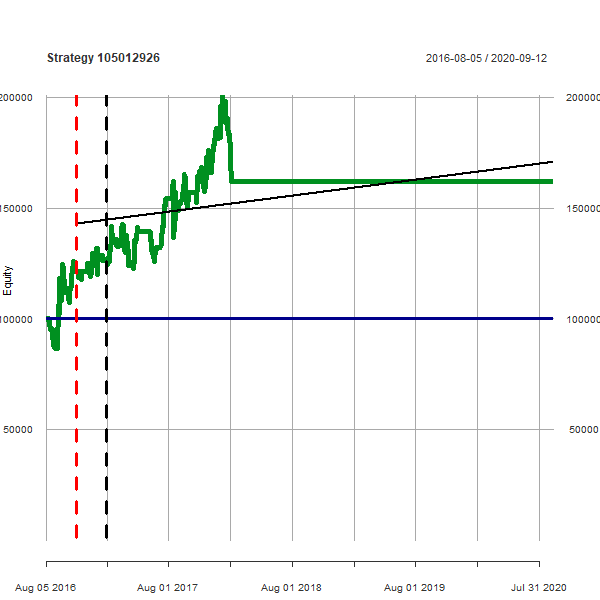 Strategy 105012926
2016-08-05 / 2020-09-12
200000
200000
150000
150000
Equity
100000
100000
50000
50000
Aug 05 2016
Aug 01 2017
Aug 01 2018
Aug 01 2019
Jul 31 2020